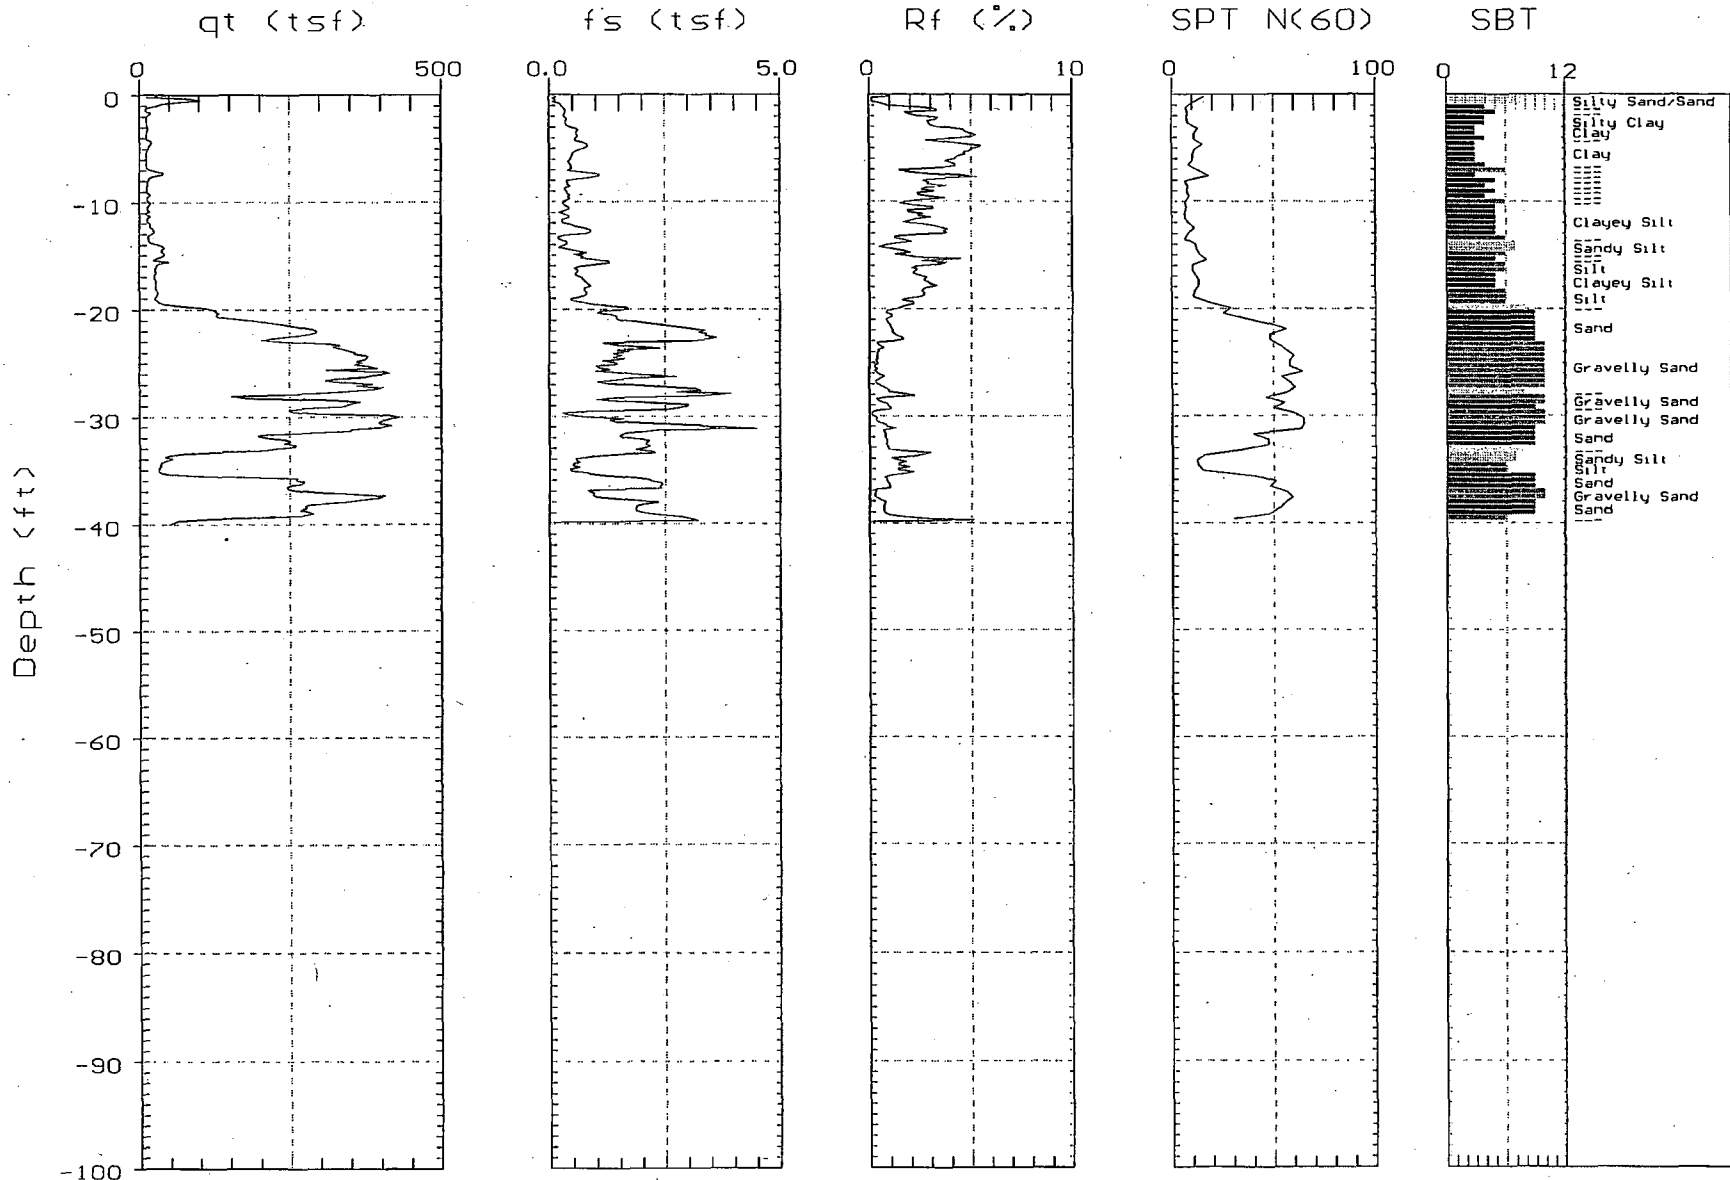 qt (tsf)
fs (tsf)
Rf (%)
SPT N(60)
SBT
0 500
0.0 5.0
0 10
0 100
0 12
Depth (ft)
0
-10
-20
-30
-40
-50
-60
-70
-80
-90
-100
Silty Sand/Sand
Silty Clay
Clay
Clay
Clayey Silt
Sandy Silt
Silt
Clayey Silt
Silt
Sand
Gravelly Sand
Gravelly Sand
Gravelly Sand
Sand
Sandy Silt
Silt
Sand
Gravelly Sand
Sand